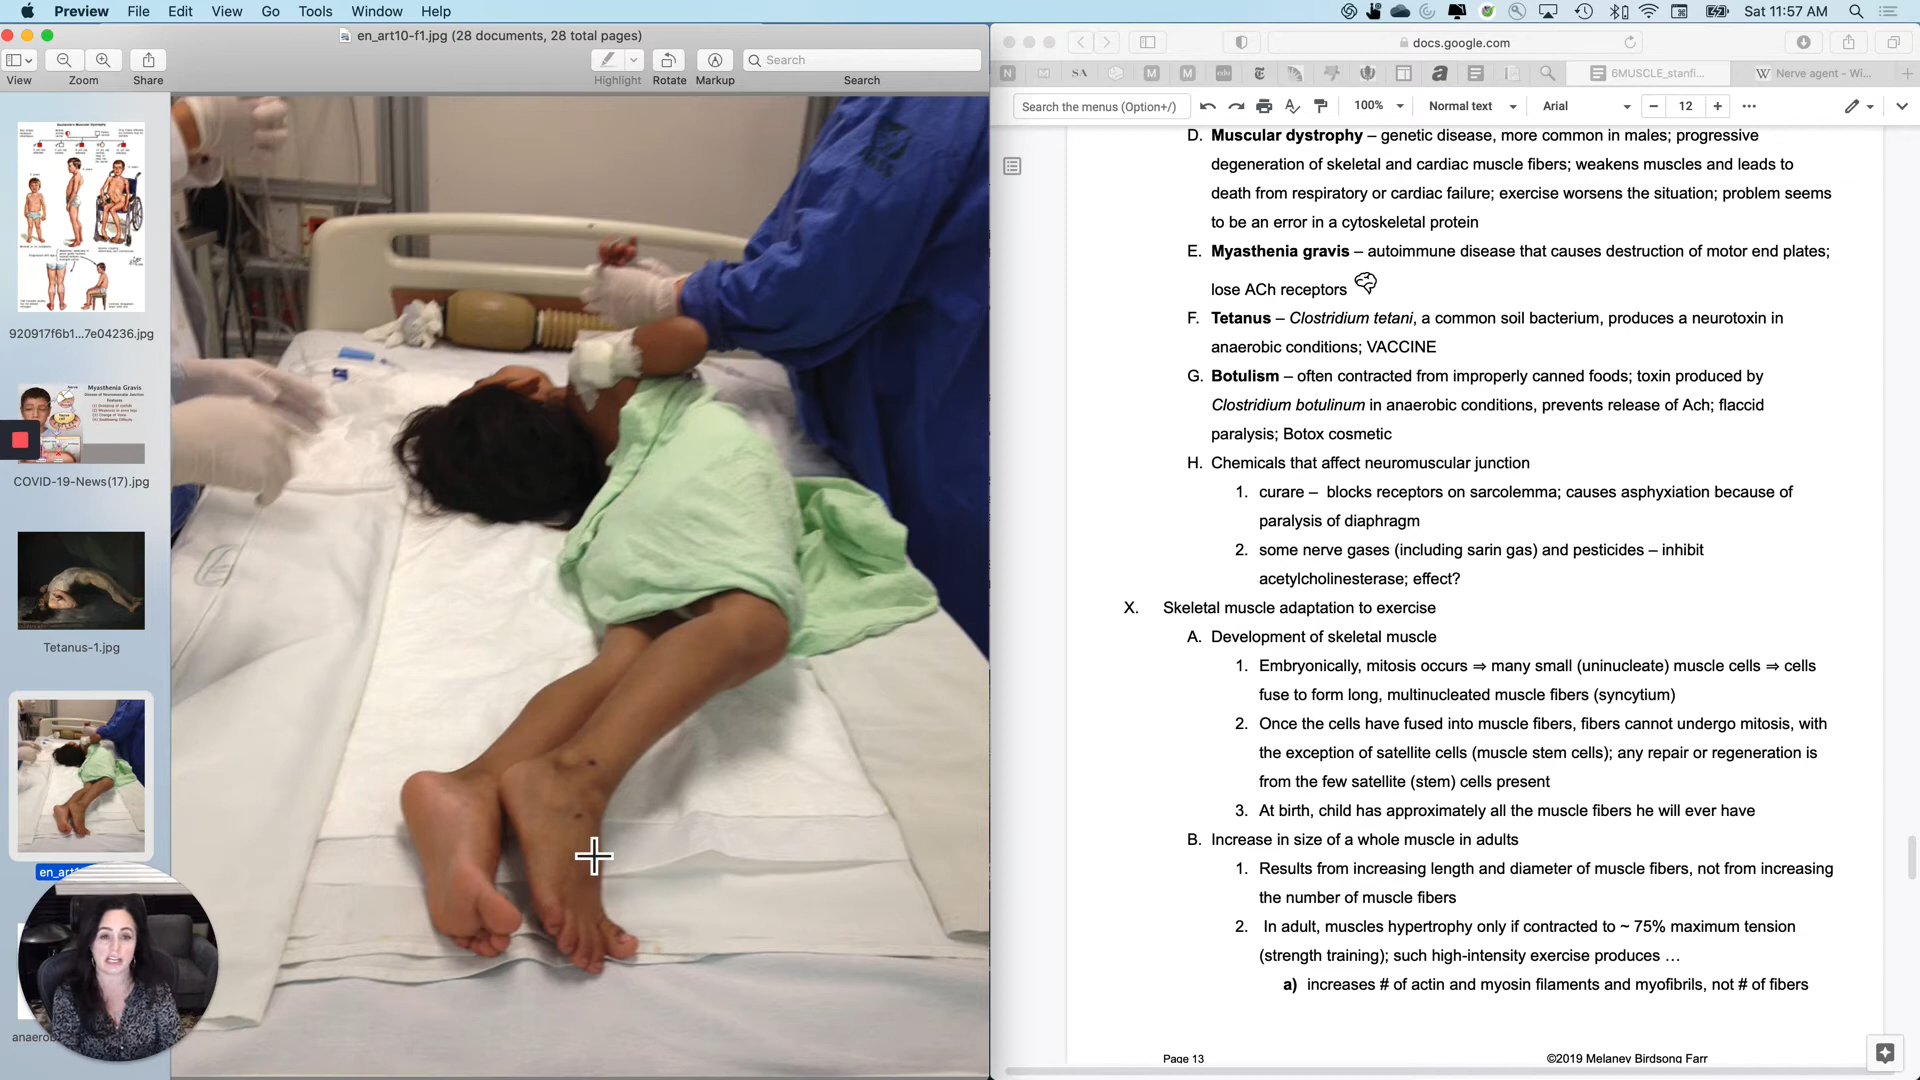 Preview File Edit View Go Tools Window Help
Sat 11:57 AM
en_art10-f1.jpg (28 documents, 28 total pages)
View Zoom Share Highlight Rotate Markup Search
Search
docs.google.com
6MUSCLE_stanfi...
Nerve agent - Wi...
Search the menus (Option+/) 100% Normal text Arial 12
920917f6b1...7e04236.jpg
Myasthenia Gravis
COVID-19-News(17).jpg
Tetanus-1.jpg
D. Muscular dystrophy – genetic disease, more common in males; progressive
degeneration of skeletal and cardiac muscle fibers; weakens muscles and leads to
death from respiratory or cardiac failure; exercise worsens the situation; problem seems
to be an error in a cytoskeletal protein
E. Myasthenia gravis – autoimmune disease that causes destruction of motor end plates;
lose ACh receptors
F. Tetanus – Clostridium tetani, a common soil bacterium, produces a neurotoxin in
anaerobic conditions; VACCINE
G. Botulism – often contracted from improperly canned foods; toxin produced by
Clostridium botulinum in anaerobic conditions, prevents release of Ach; flaccid
paralysis; Botox cosmetic
H. Chemicals that affect neuromuscular junction
1. curare – blocks receptors on sarcolemma; causes asphyxiation because of
paralysis of diaphragm
2. some nerve gases (including sarin gas) and pesticides – inhibit
acetylcholinesterase; effect?
X. Skeletal muscle adaptation to exercise
A. Development of skeletal muscle
1. Embryonically, mitosis occurs ⇒ many small (uninucleate) muscle cells ⇒ cells
fuse to form long, multinucleated muscle fibers (syncytium)
2. Once the cells have fused into muscle fibers, fibers cannot undergo mitosis, with
the exception of satellite cells (muscle stem cells); any repair or regeneration is
from the few satellite (stem) cells present
3. At birth, child has approximately all the muscle fibers he will ever have
B. Increase in size of a whole muscle in adults
1. Results from increasing length and diameter of muscle fibers, not from increasing
the number of muscle fibers
2. In adult, muscles hypertrophy only if contracted to ~ 75% maximum tension
(strength training); such high-intensity exercise produces …
a) increases # of actin and myosin filaments and myofibrils, not # of fibers
Page 13 ©2019 Melaney Birdsong Farr